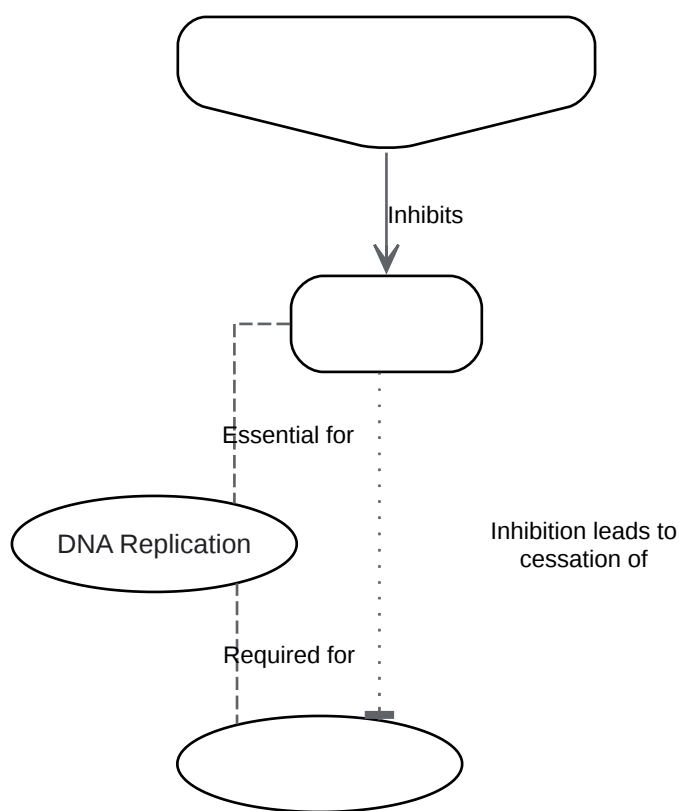 Inhibits
Essential for
DNA Replication
Inhibition leads to
cessation of
Required for